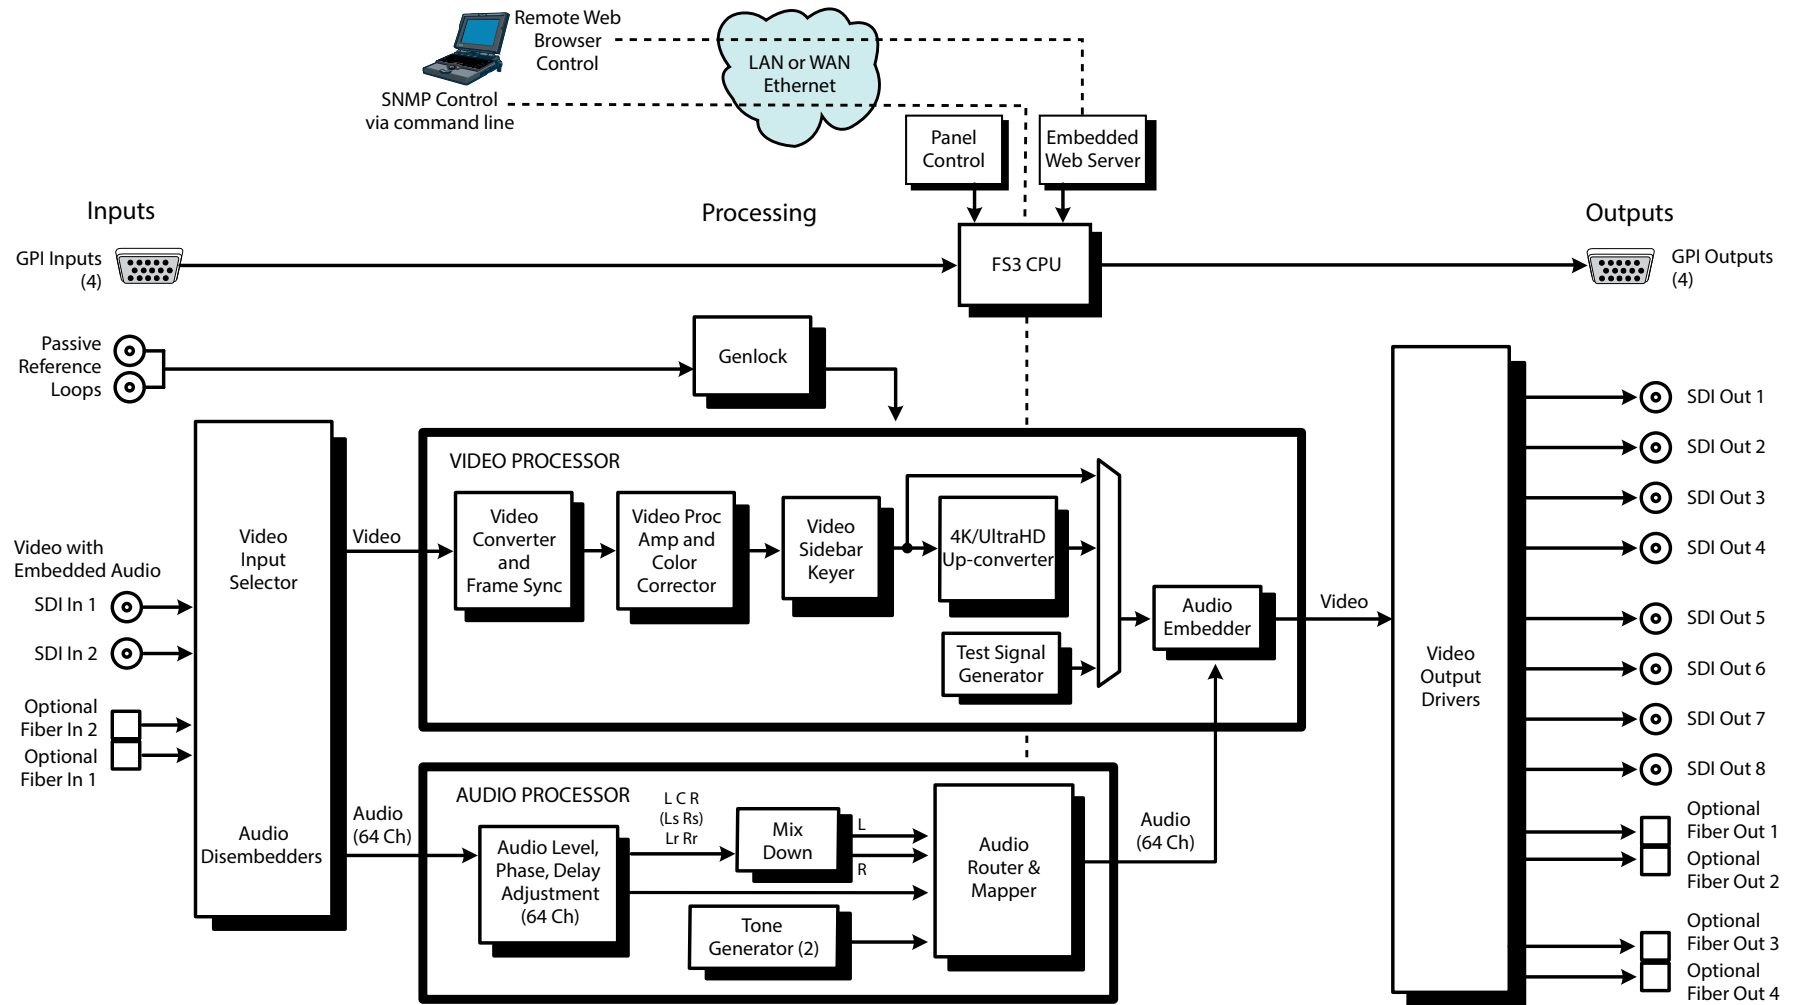 Remote Web
Browser
Control
LAN or WAN
Ethernet
SNMP Control
via command line
Panel
Control
Embedded
Web Server
Inputs
Processing
Outputs
GPI Inputs
(4)
FS3 CPU
GPI Outputs
(4)
Passive
Reference
Loops
Genlock
Video with
Embedded Audio
SDI In 1
SDI In 2
Optional
Fiber In 2
Optional
Fiber In 1
Video
Input
Selector
Audio
Disembedders
Video
Audio
(64 Ch)
VIDEO PROCESSOR
Video
Converter
and
Frame Sync
Video Proc
Amp and
Color
Corrector
Video
Sidebar
Keyer
4K/UltraHD
Up-converter
Test Signal
Generator
Audio
Embedder
Video
AUDIO PROCESSOR
Audio Level,
Phase, Delay
Adjustment
(64 Ch)
L C R
(Ls Rs)
Lr Rr
Mix
Down
L
R
Tone
Generator (2)
Audio
Router &
Mapper
Audio
(64 Ch)
Video
Output
Drivers
SDI Out 1
SDI Out 2
SDI Out 3
SDI Out 4
SDI Out 5
SDI Out 6
SDI Out 7
SDI Out 8
Optional
Fiber Out 1
Optional
Fiber Out 2
Optional
Fiber Out 3
Optional
Fiber Out 4